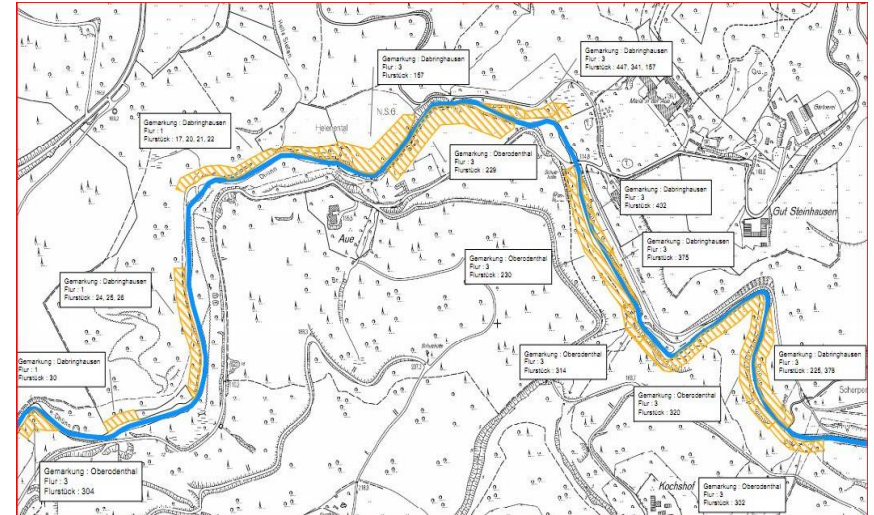 Gemarkung : Dabringhausen
Flur : 3
Flurstück : 157
Gemarkung : Dabringhausen
Flur : 3
Flurstück : 447, 341, 157
Gemarkung : Dabringhausen
Flur : 1
Flurstück : 17, 20, 21, 22
N.S.G.
Helenental
Gemarkung : Oberodenthal
Flur : 3
Flurstück : 229
Gemarkung : Dabringhausen
Flur : 3
Flurstück : 402
Gut Steinhausen
Aue
Gemarkung : Dabringhausen
Flur : 3
Flurstück : 375
Gemarkung : Oberodenthal
Flur : 3
Flurstück : 230
Gemarkung : Dabringhausen
Flur : 1
Flurstück : 24, 25, 26
Gemarkung : Dabringhausen
Flur : 1
Flurstück : 30
Gemarkung : Oberodenthal
Flur : 3
Flurstück : 314
Gemarkung : Dabringhausen
Flur : 3
Flurstück : 225, 378
Gemarkung : Oberodenthal
Flur : 3
Flurstück : 320
Gemarkung : Oberodenthal
Flur : 3
Flurstück : 304
Kochshof
Gemarkung : Oberodenthal
Flur : 3
Flurstück : 302